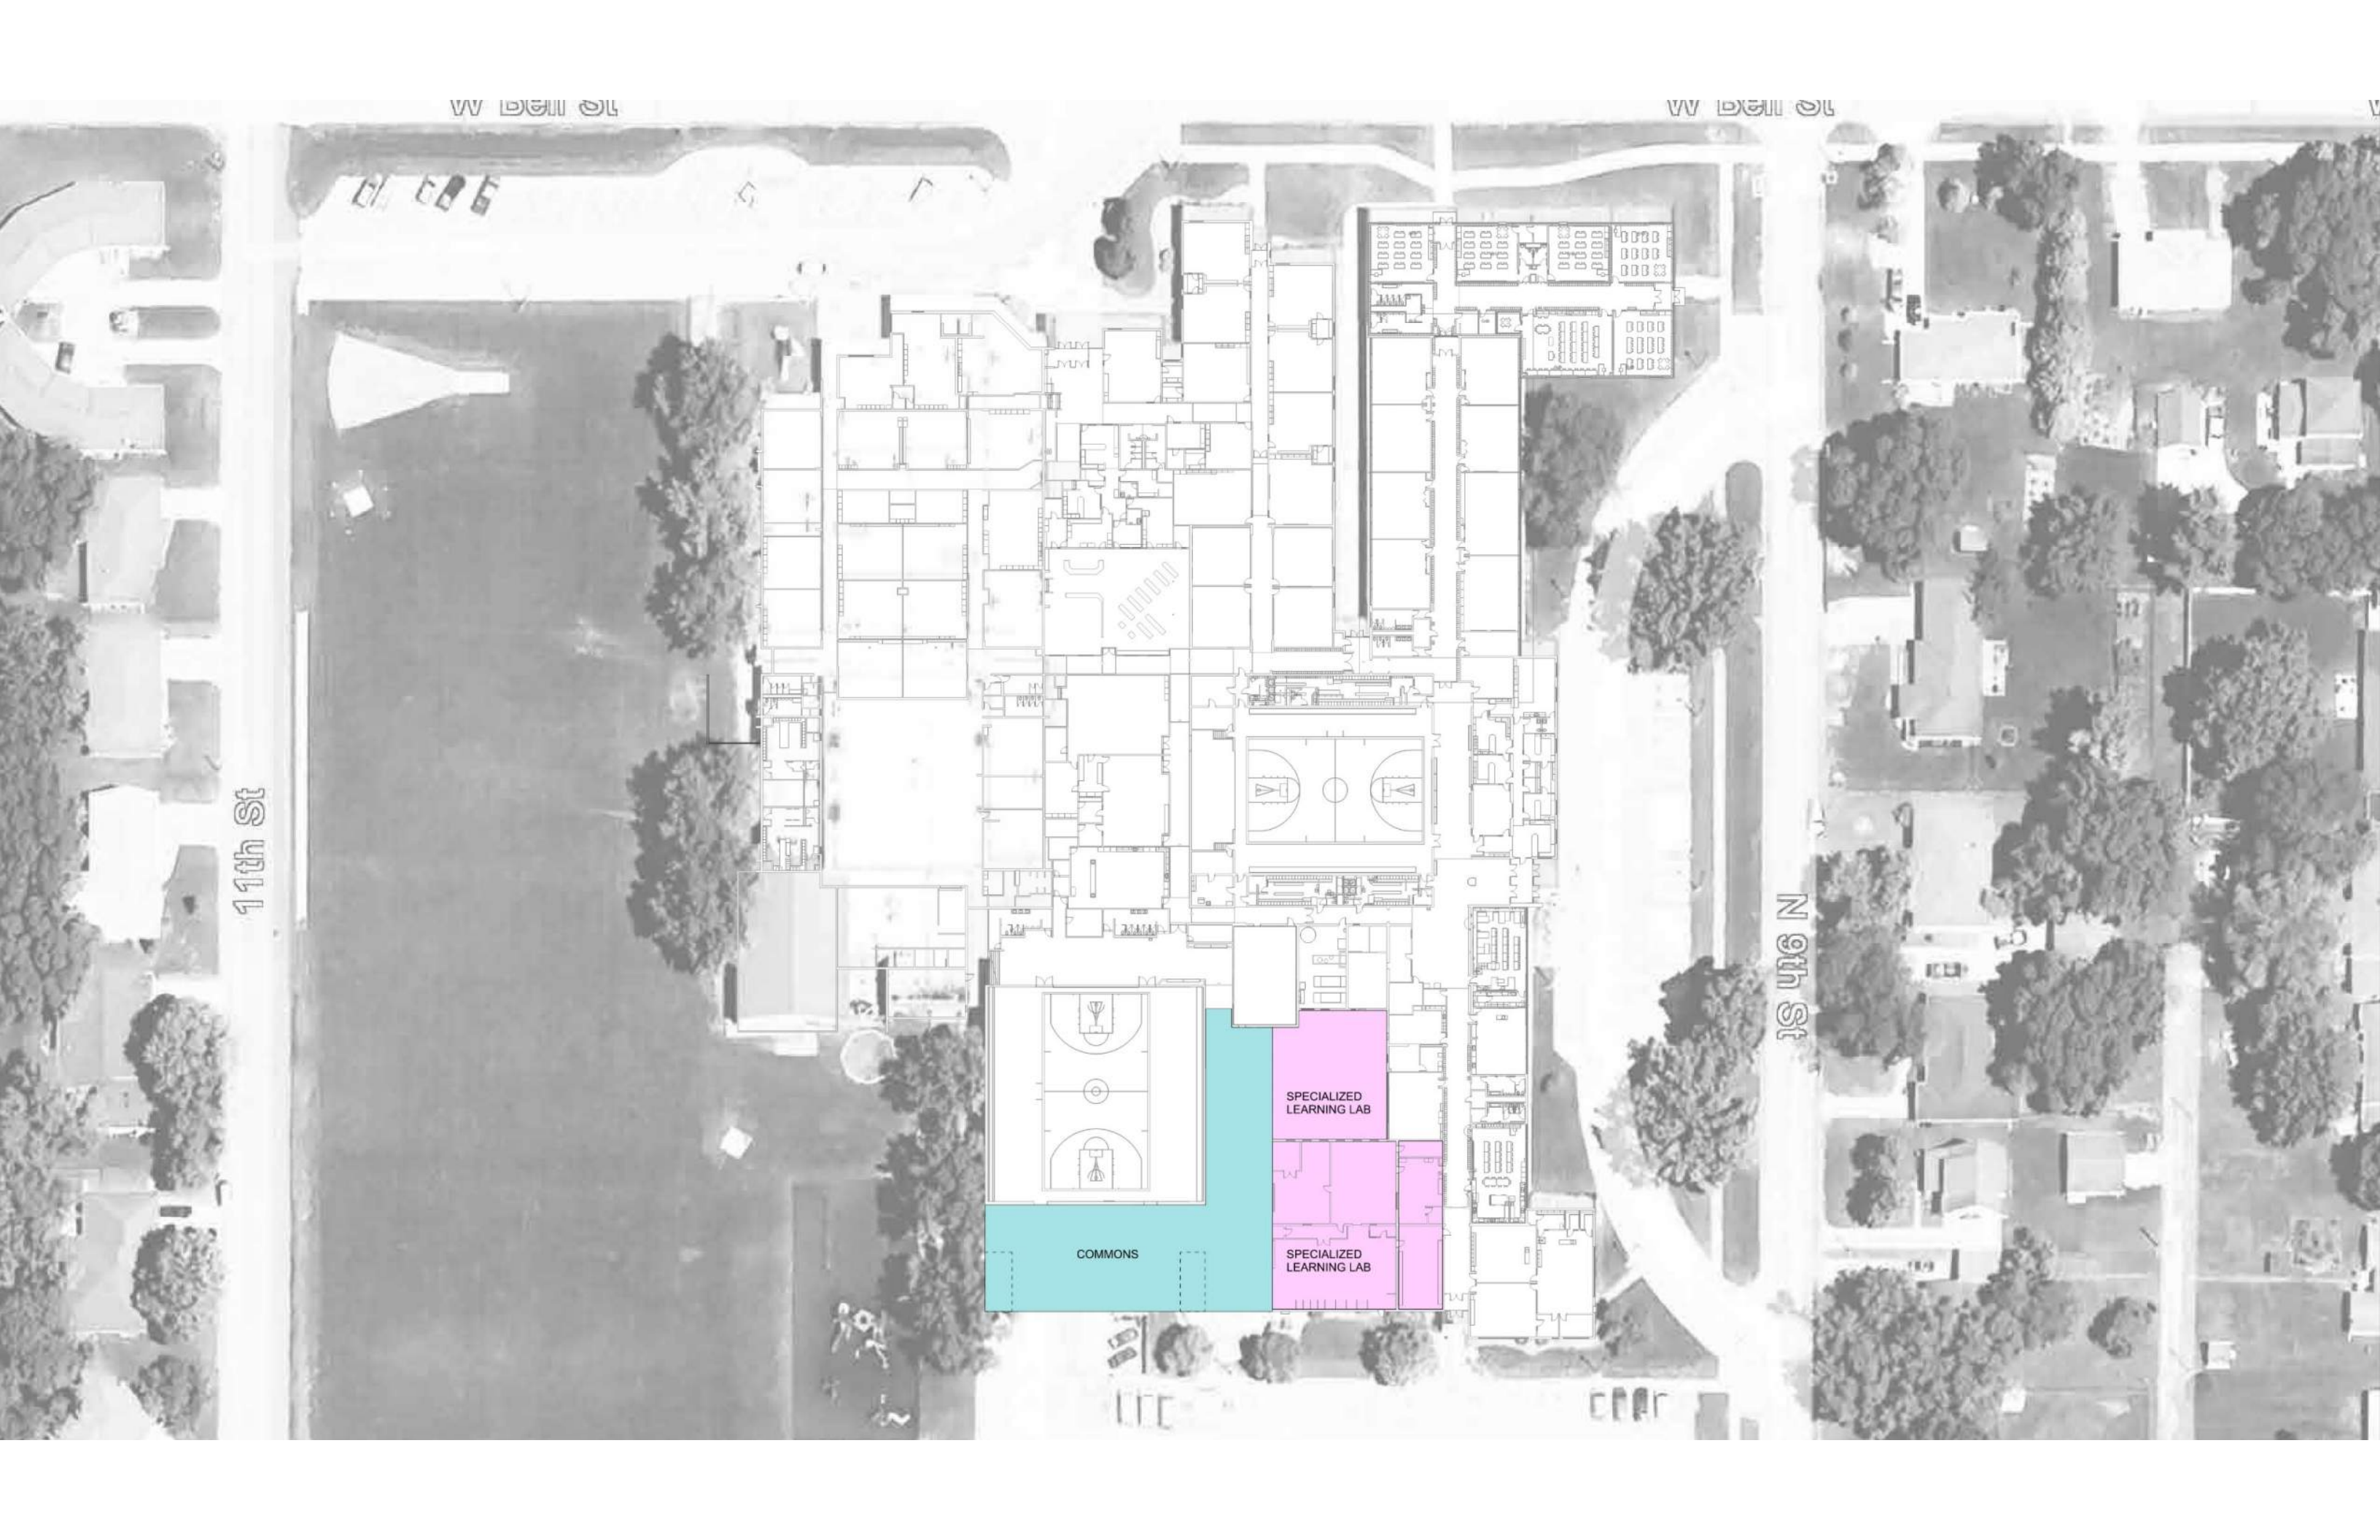 W Bell St
W Bell St
11th St
N 9th St
SPECIALIZED
LEARNING LAB
COMMONS
SPECIALIZED
LEARNING LAB